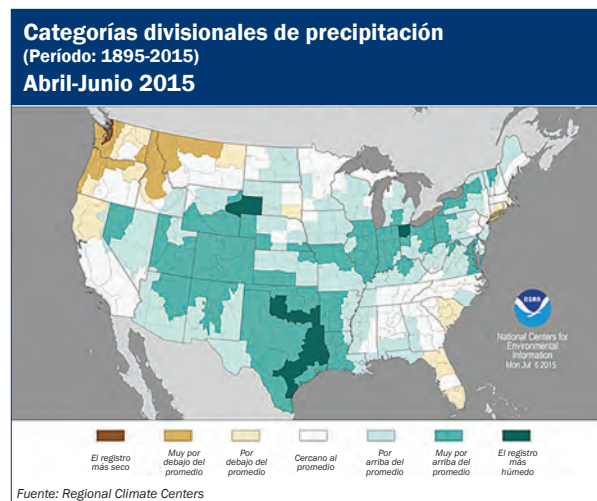 Categorías divisionales de precipitación
(Período: 1895-2015)
Abril-Junio 2015
NOAA
National Centers for
Environmental
Information
Mon Jul 6 2015
El registro
más seco
Muy por
debajo del
promedio
Por
debajo del
promedio
Cercano al
promedio
Por
arriba del
promedio
Muy por
arriba del
promedio
El registro
más
húmedo
Fuente: Regional Climate Centers